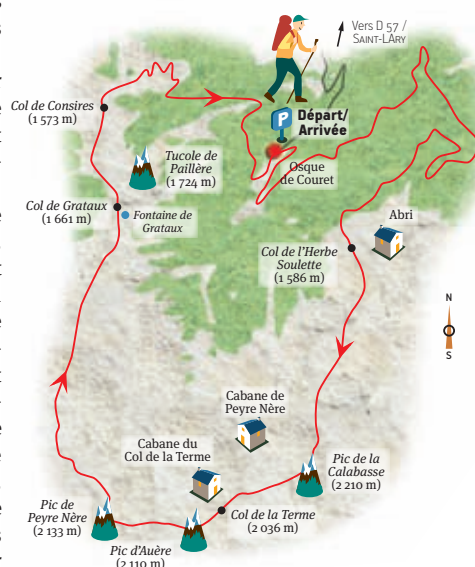 Vers D 57 /
SAINT-LARY
P
Départ/
Arrivée
Osque
de Couret
Col de Consires
(1 573 m)
Tucole de
Paillère
(1 724 m)
Col de Grataux
(1 661 m)
Fontaine de
Grataux
Abri
Col de l'Herbe
Soulette
(1 586 m)
N
S
Cabane de
Peyre Nère
Cabane du
Col de la Terme
Pic de la
Calabasse
(2 210 m)
Pic de
Peyre Nère
(2 133 m)
Col de la Terme
(2 036 m)
Pic d'Auère
(2 110 m)